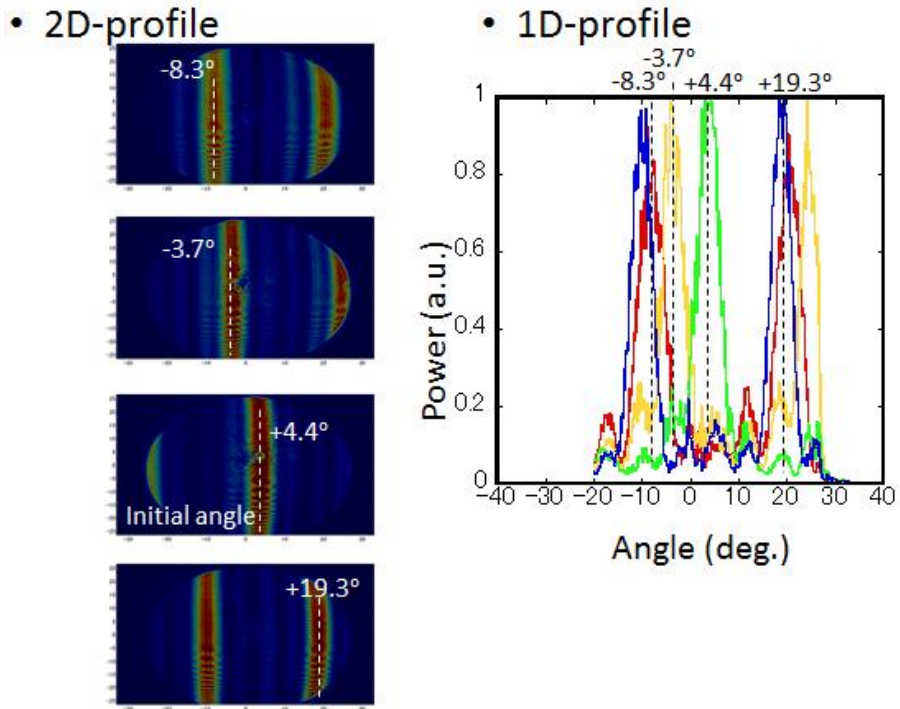 • 2D-profile
-8.3°
-3.7°
+4.4°
Initial angle
+19.3°
• 1D-profile
-3.7°
-8.3° +4.4° +19.3°
1
0.8
0.6
0.4
0.2
0
Power (a.u.)
-40 -30 -20 -10 0 10 20 30 40
Angle (deg.)